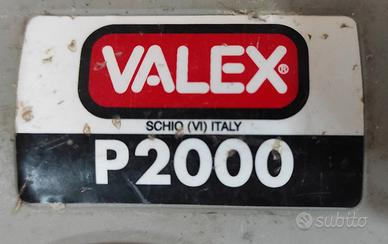 VALEX®
SCHIO (VI) ITALY
P2000
subito